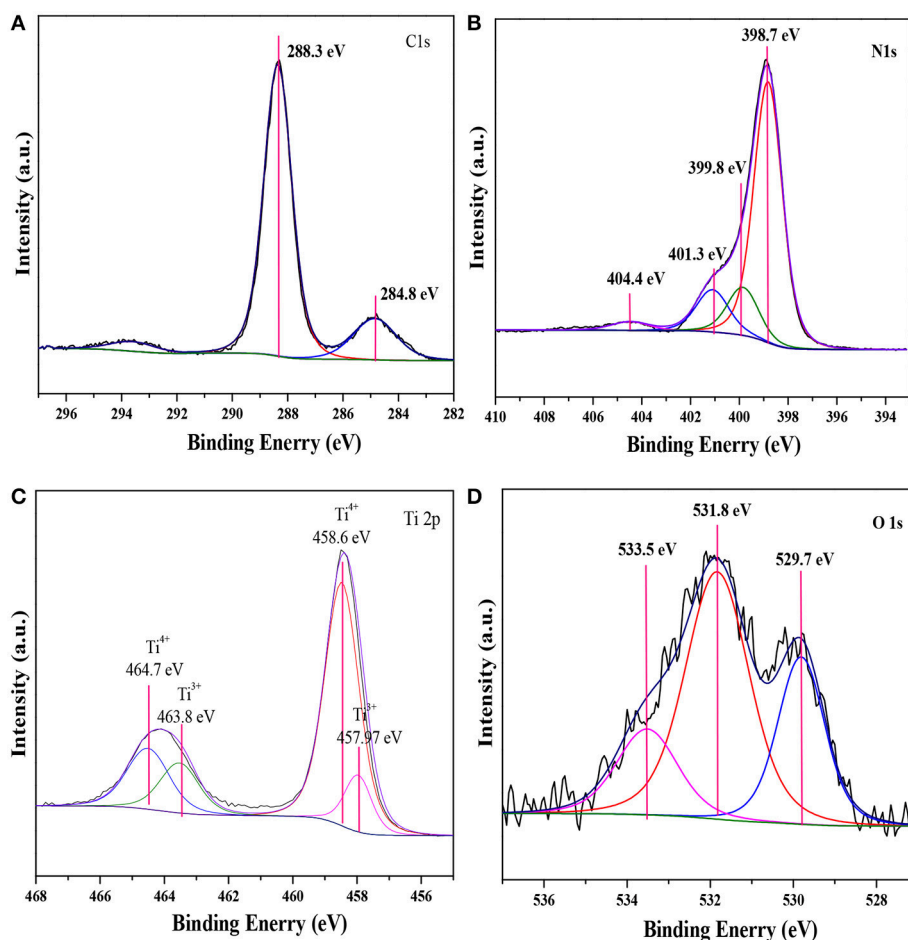 A
C1s
288.3 eV
284.8 eV
Intensity (a.u.)
296 294 292 290 288 286 284 282
Binding Enerry (eV)
B
N1s
398.7 eV
399.8 eV
401.3 eV
404.4 eV
Intensity (a.u.)
410 408 406 404 402 400 398 396 394
Binding Enerry (eV)
C
Ti 2p
Ti4+
458.6 eV
Ti4+
464.7 eV
Ti3+
463.8 eV
Ti3+
457.97 eV
Intensity (a.u.)
468 465 462 460 458 455
Binding Enerry (eV)
D
O 1s
531.8 eV
533.5 eV
529.7 eV
Intensity (a.u.)
536 534 532 530 528
Binding Enerry (eV)